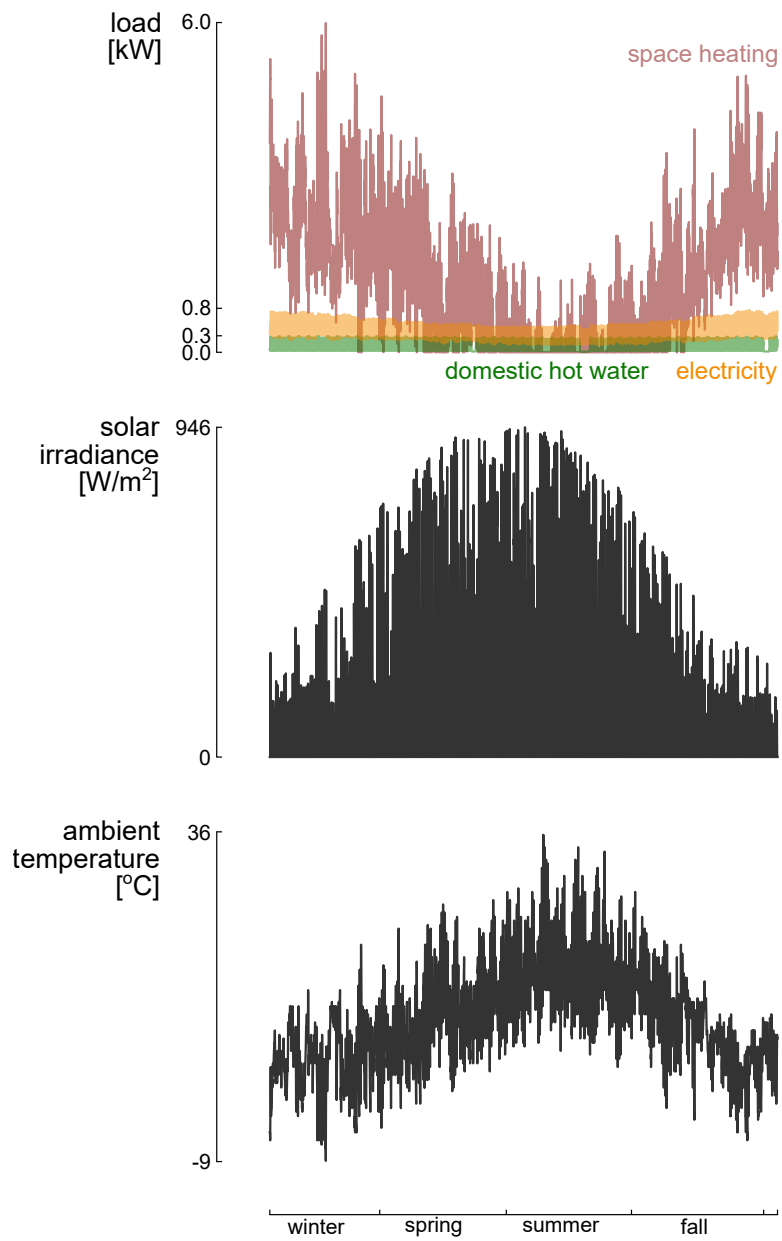 load
[kW]
6.0
space heating
0.8
0.3
0.0
domestic hot water
electricity
solar
irradiance
[W/m²]
946
0
ambient
temperature
[°C]
36
-9
winter
spring
summer
fall